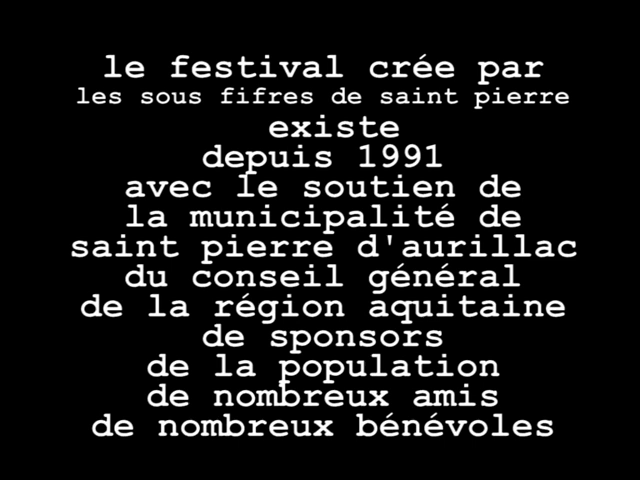 le festival crée par
les sous fifres de saint pierre
existe
depuis 1991
avec le soutien de
la municipalité de
saint pierre d'aurillac
du conseil général
de la région aquitaine
de sponsors
de la population
de nombreux amis
de nombreux bénévoles